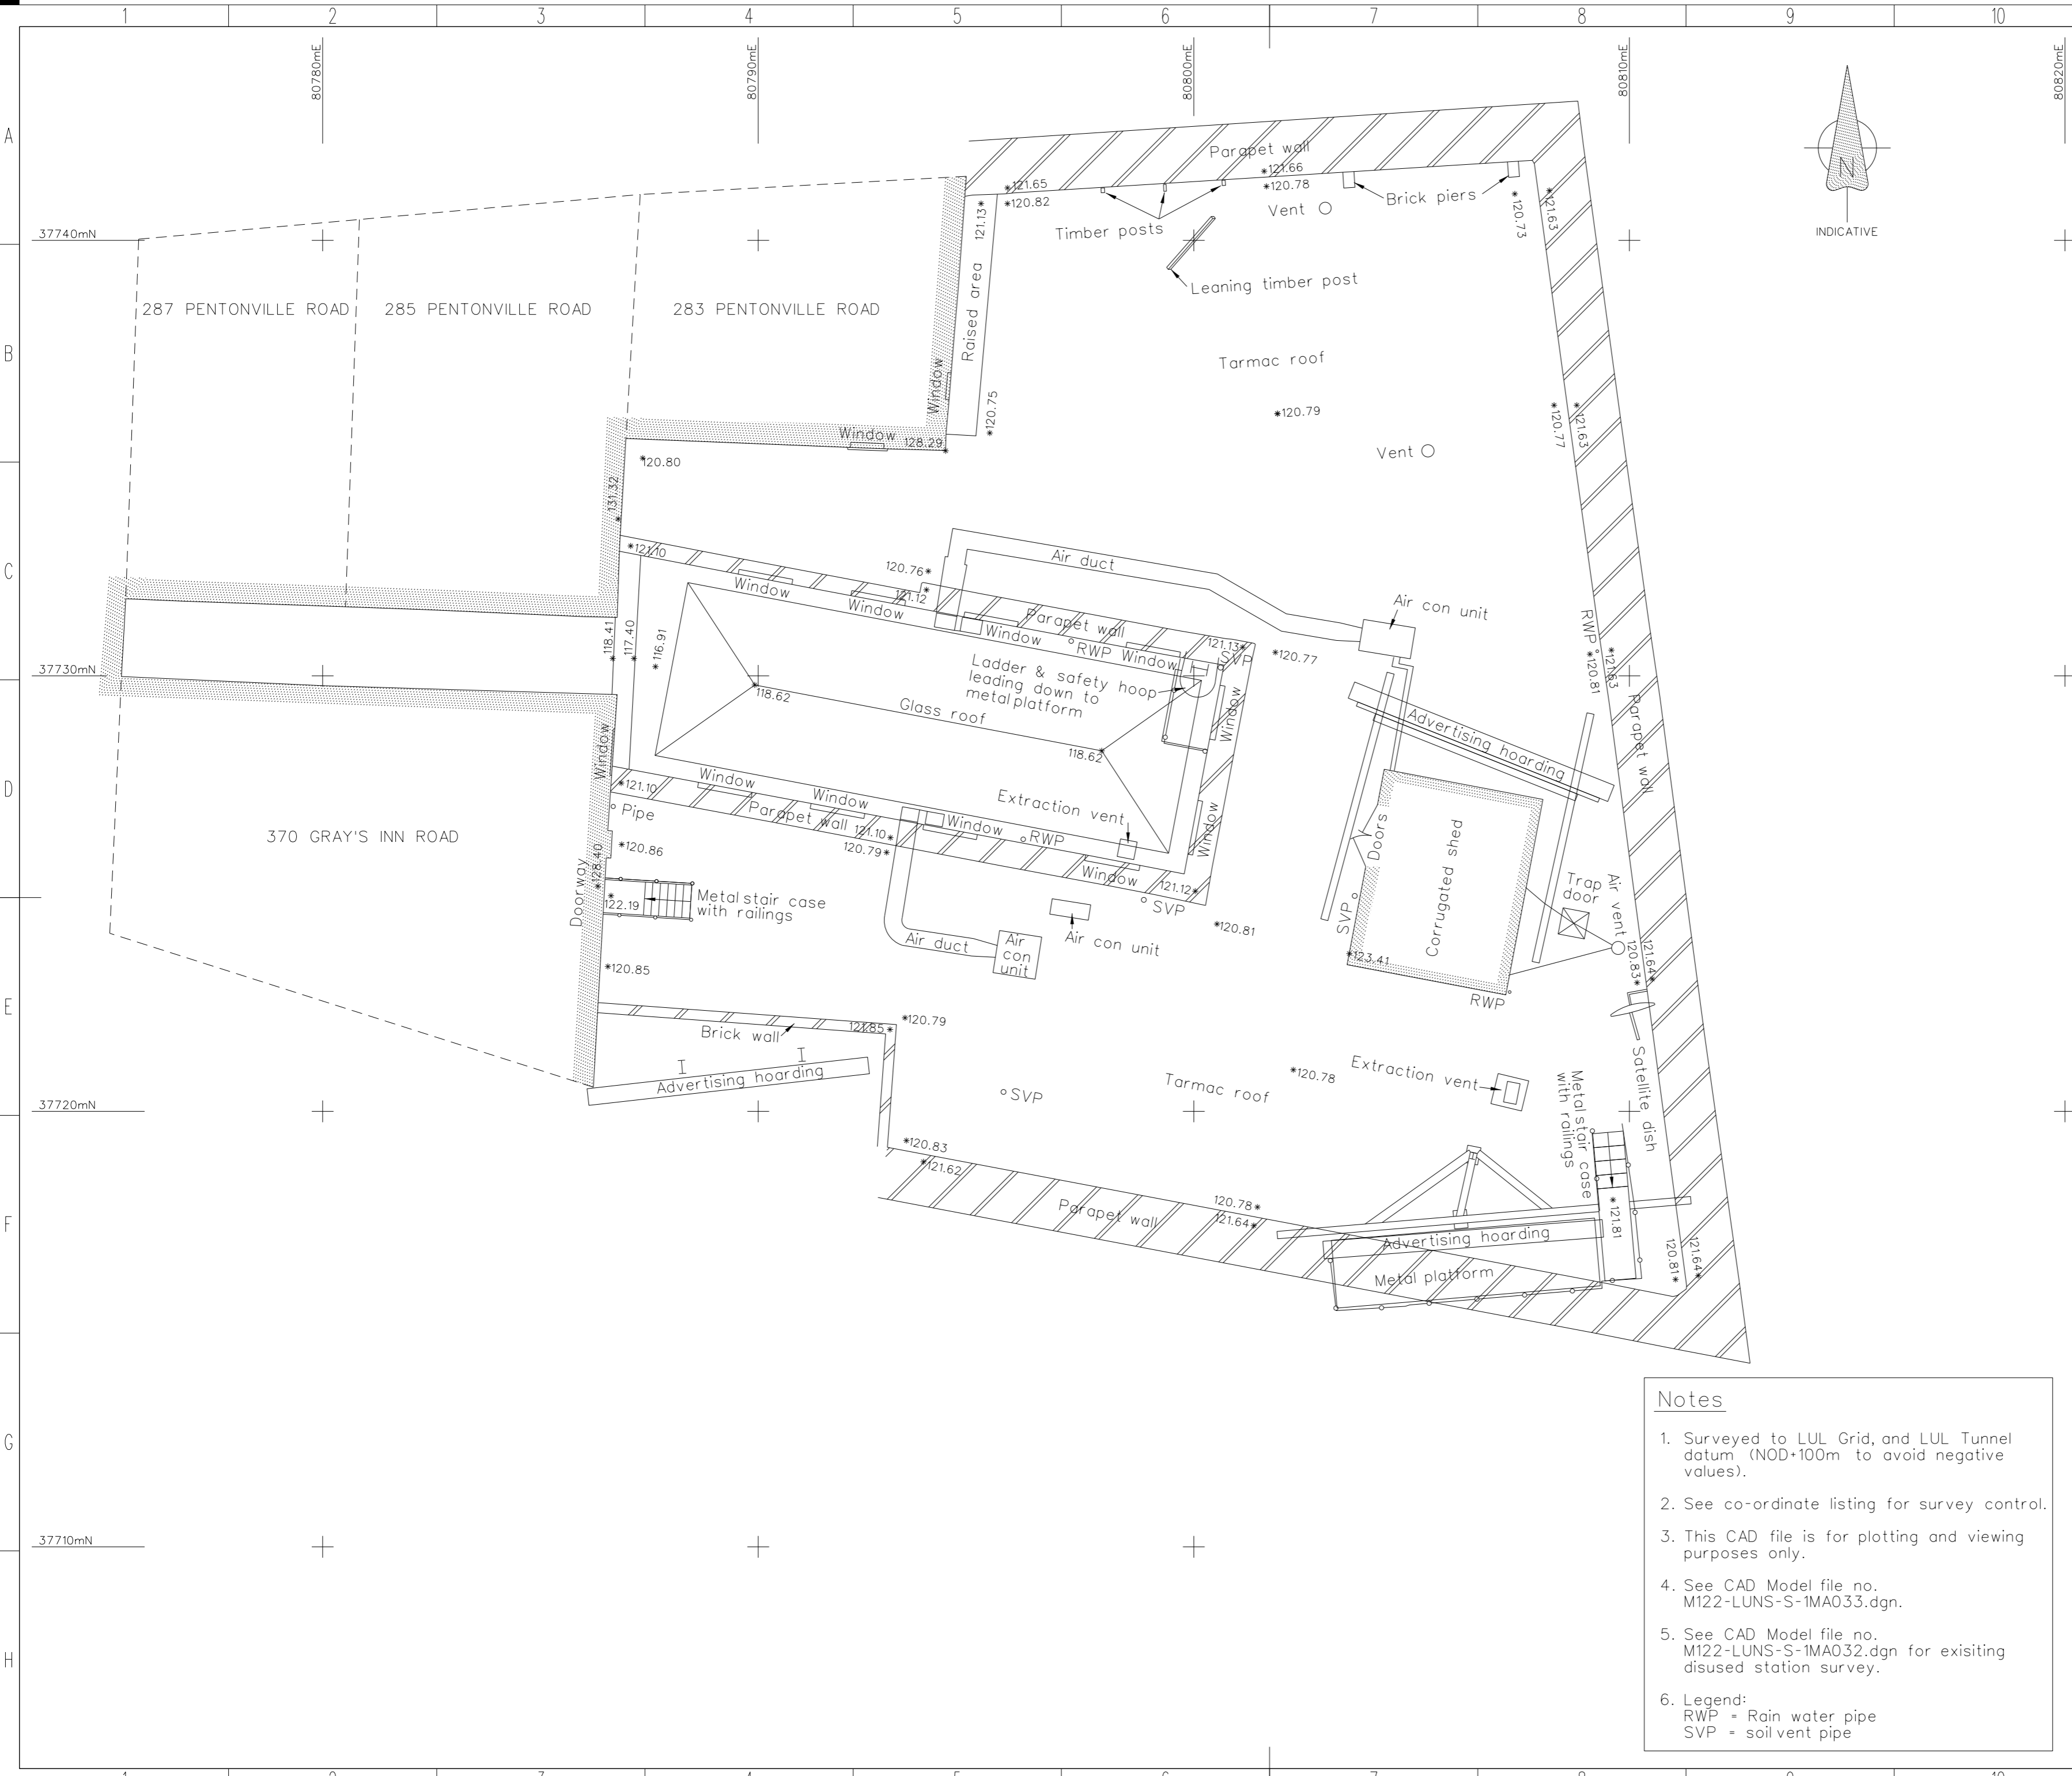 1 2 3 4 5 6 7 8 9 10
80780mE
80790mE
80800mE
80810mE
80820mE
A
B
C
D
E
F
G
H
37740mN
37730mN
37720mN
37710mN
N
INDICATIVE
Parapet wall
*121.66
*121.65
*120.78
*120.82
121.13*
Brick piers
Vent
Timber posts
*120.73
*121.63
Leaning timber post
287 PENTONVILLE ROAD
285 PENTONVILLE ROAD
283 PENTONVILLE ROAD
Raised area
Tarmac roof
Window
*120.75
*120.79
*120.77
*121.63
Window
128.29
Vent
*120.80
131.32
*121.10
Air duct
120.76*
121.12
Window
Window
Window
Parapet wall
RWP
Window
121.13*
SVP
*120.77
Air con unit
RWP
*120.81
*121.63
118.41
117.40
116.91
Ladder & safety hoop
leading down to
metal platform
118.62
Glass roof
118.62
Window
Advertising hoarding
Parapet wall
Window
*121.10
Window
Window
Parapet wall
121.10*
Window
RWP
Extraction vent
Window
Pipe
370 GRAY'S INN ROAD
*120.86
120.79*
Window
121.12*
Doors
Corrugated shed
128.40
Doorway
122.19
Metal stair case
with railings
SVP
Air con unit
*120.81
SVP
Trap
door
Air vent
Air duct
Air
con
unit
*120.85
*123.41
120.83*
121.64*
RWP
Brick wall
121.85*
*120.79
Advertising hoarding
SVP
Tarmac roof
*120.78
Extraction vent
Satellite dish
Metal stair case
with railings
*120.83
*121.62
Parapet wall
120.78*
121.64*
Advertising hoarding
Metal platform
*121.81
120.81*
121.64*
Notes
1. Surveyed to LUL Grid, and LUL Tunnel
datum (NOD+100m to avoid negative
values).
2. See co-ordinate listing for survey control.
3. This CAD file is for plotting and viewing
purposes only.
4. See CAD Model file no.
M122-LUNS-S-1MA033.dgn.
5. See CAD Model file no.
M122-LUNS-S-1MA032.dgn for exisiting
disused station survey.
6. Legend:
RWP = Rain water pipe
SVP = soil vent pipe